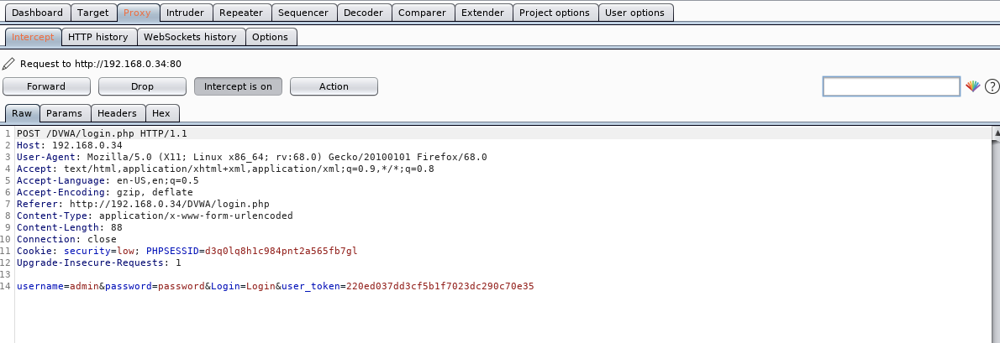 Dashboard Target Proxy Intruder Repeater Sequencer Decoder Comparer Extender Project options User options
Intercept HTTP history WebSockets history Options
Request to http://192.168.0.34:80
Forward Drop Intercept is on Action ?
Raw Params Headers Hex
1 POST /DVWA/login.php HTTP/1.1
2 Host: 192.168.0.34
3 User-Agent: Mozilla/5.0 (X11; Linux x86_64; rv:68.0) Gecko/20100101 Firefox/68.0
4 Accept: text/html,application/xhtml+xml,application/xml;q=0.9,*/*;q=0.8
5 Accept-Language: en-US,en;q=0.5
6 Accept-Encoding: gzip, deflate
7 Referer: http://192.168.0.34/DVWA/login.php
8 Content-Type: application/x-www-form-urlencoded
9 Content-Length: 88
10 Connection: close
11 Cookie: security=low; PHPSESSID=d3q0lq8h1c984pnt2a565fb7gl
12 Upgrade-Insecure-Requests: 1
13
14 username=admin&password=password&Login=Login&user_token=220ed037dd3cf5b1f7023dc290c70e35